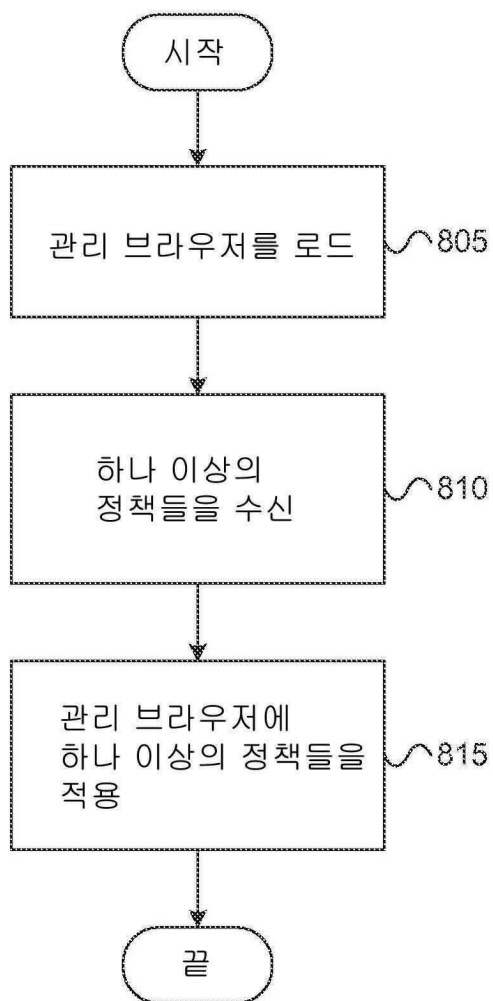 시작
관리 브라우저를 로드
805
하나 이상의
정책들을 수신
810
관리 브라우저에
하나 이상의 정책들을
적용
815
끝